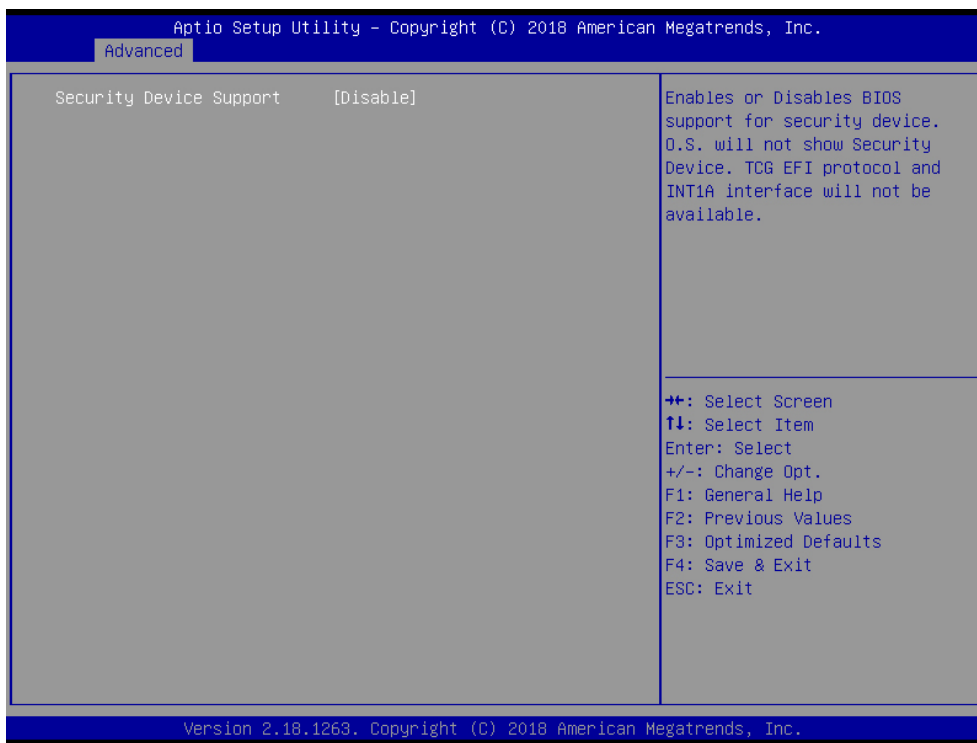 Aptio Setup Utility – Copyright (C) 2018 American Megatrends, Inc.
Advanced
Security Device Support [Disable]
Enables or Disables BIOS
support for security device.
O.S. will not show Security
Device. TCG EFI protocol and
INT1A interface will not be
available.
→←: Select Screen
↑↓: Select Item
Enter: Select
+/-: Change Opt.
F1: General Help
F2: Previous Values
F3: Optimized Defaults
F4: Save & Exit
ESC: Exit
Version 2.18.1263. Copyright (C) 2018 American Megatrends, Inc.